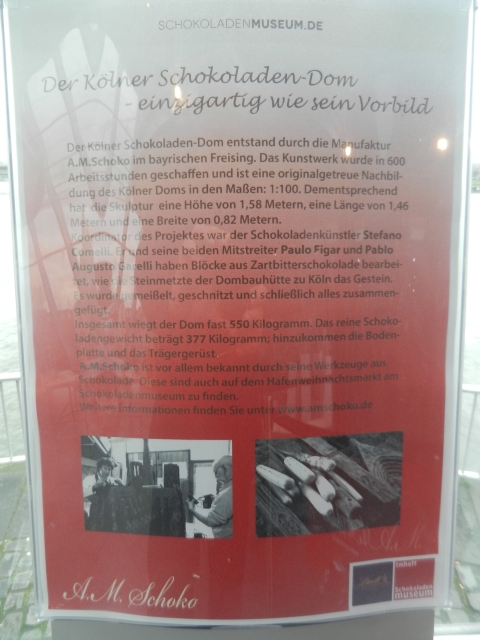 SCHOKOLADENMUSEUM.DE
Der Kölner Schokoladen-Dom
- einzigartig wie sein Vorbild
Der Kölner Schokoladen-Dom entstand durch die Manufaktur
A.M.Schoko im bayrischen Freising. Das Kunstwerk wurde in 600
Arbeitsstunden geschaffen und ist eine originalgetreue Nachbil-
dung des Kölner Doms in den Maßen: 1:100. Dementsprechend
hat die Skulptur eine Höhe von 1,58 Metern, eine Länge von 1,46
Metern und eine Breite von 0,82 Metern.
Koordinator des Projektes war der Schokoladenkünstler Stefano
Comelli. Er und seine beiden Mitstreiter Paulo Figar und Pablo
Augusto Garelli haben Blöcke aus Zartbitterschokolade bearbei-
tet, wie die Steinmetzte der Dombauhütte zu Köln das Gestein.
Es wurde gemeißelt, geschnitzt und schließlich alles zusammen-
gefügt.
Insgesamt wiegt der Dom fast 550 Kilogramm. Das reine Schoko-
ladengewicht beträgt 377 Kilogramm; hinzukommen die Boden-
platte und das Trägergerüst.
A.M.Schoko ist vor allem bekannt durch seine Werkzeuge aus
Schokolade. Diese sind auch auf dem Hafenweihnachtsmarkt am
Schokoladenmuseum zu finden.
Weitere Informationen finden Sie unter www.amschoko.de
A.M. Schoko
Imhoff
Schokoladen
museum